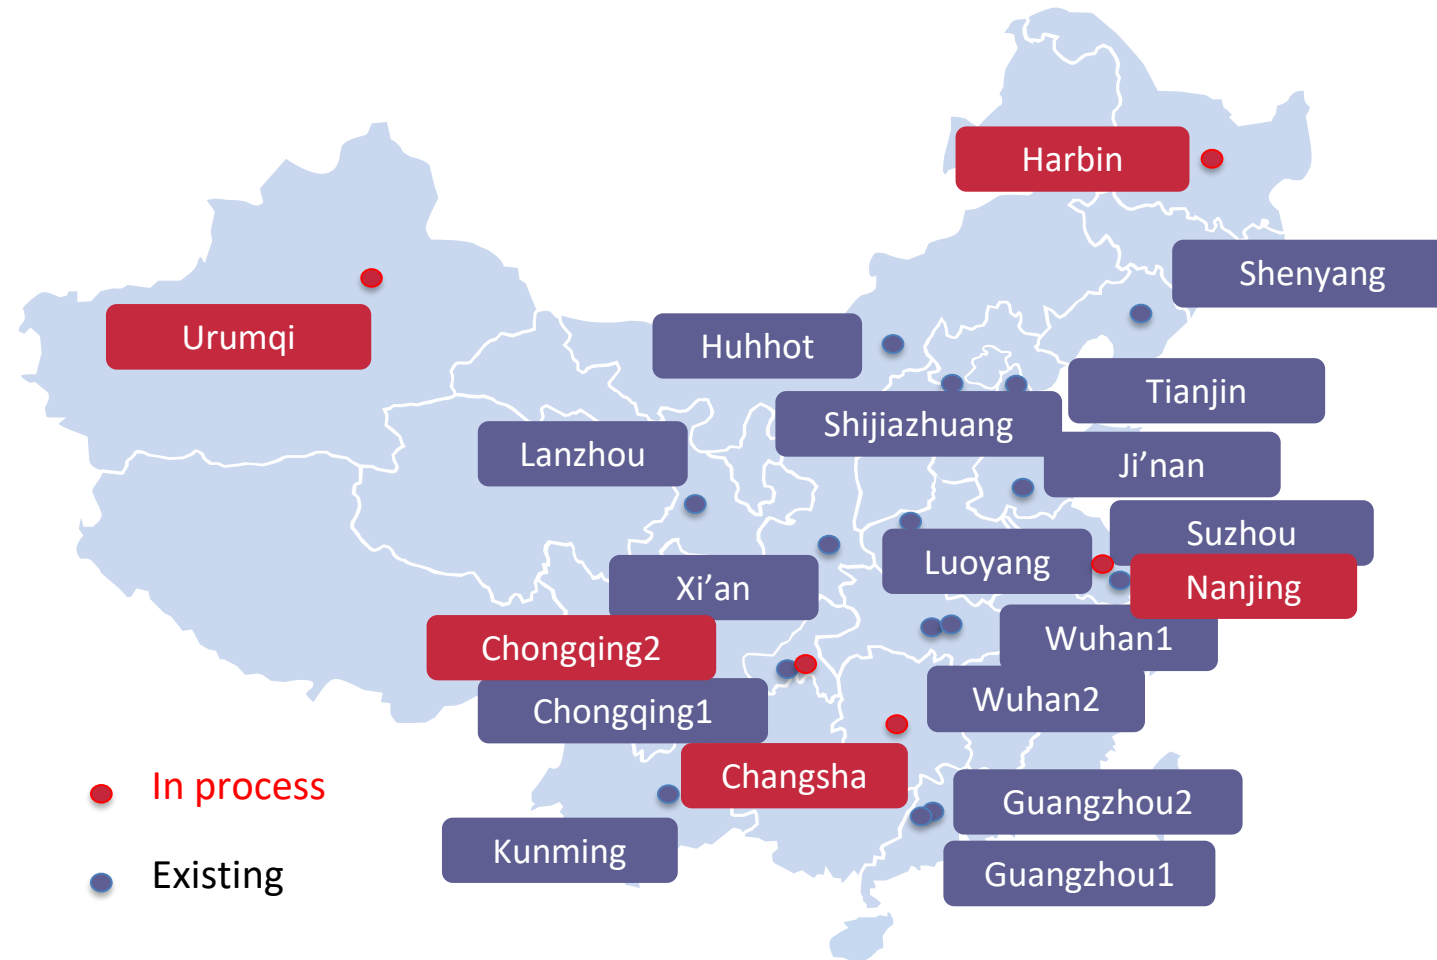 Harbin
Shenyang
Urumqi
Huhhot
Tianjin
Shijiazhuang
Lanzhou
Ji’nan
Suzhou
Luoyang
Xi’an
Nanjing
Wuhan1
Chongqing2
Wuhan2
Chongqing1
Changsha
In process
Guangzhou2
Kunming
Existing
Guangzhou1